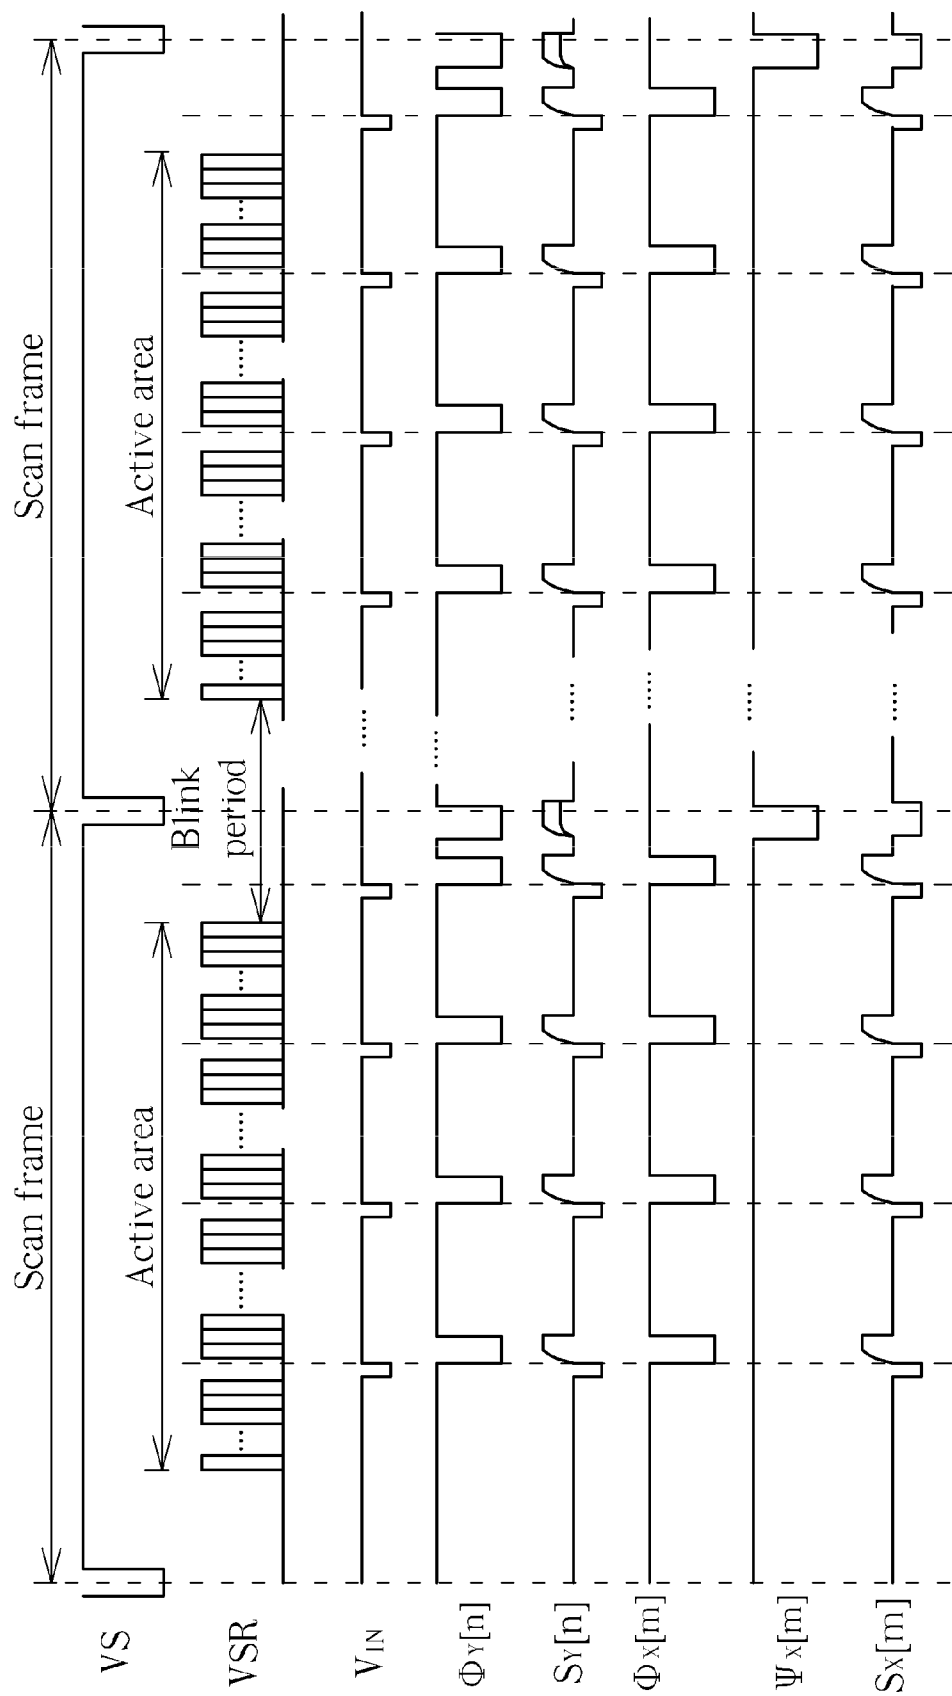 Scan frame
Scan frame
VS
Active area
Active area
Blink
period
VSR
VIN
ΦY[n]
SY[n]
ΦX[m]
ΨX[m]
SX[m]